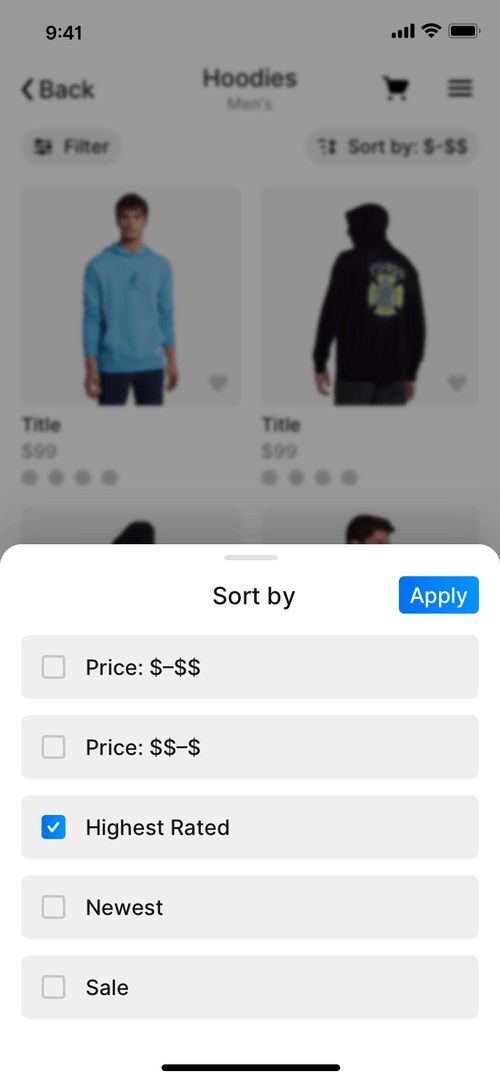 9:41
Back
Hoodies
Men's
Filter
Sort by: $-$$
Title
Title
$99
$99
Sort by
Apply
Price: $–$$
Price: $$–$
Highest Rated
Newest
Sale